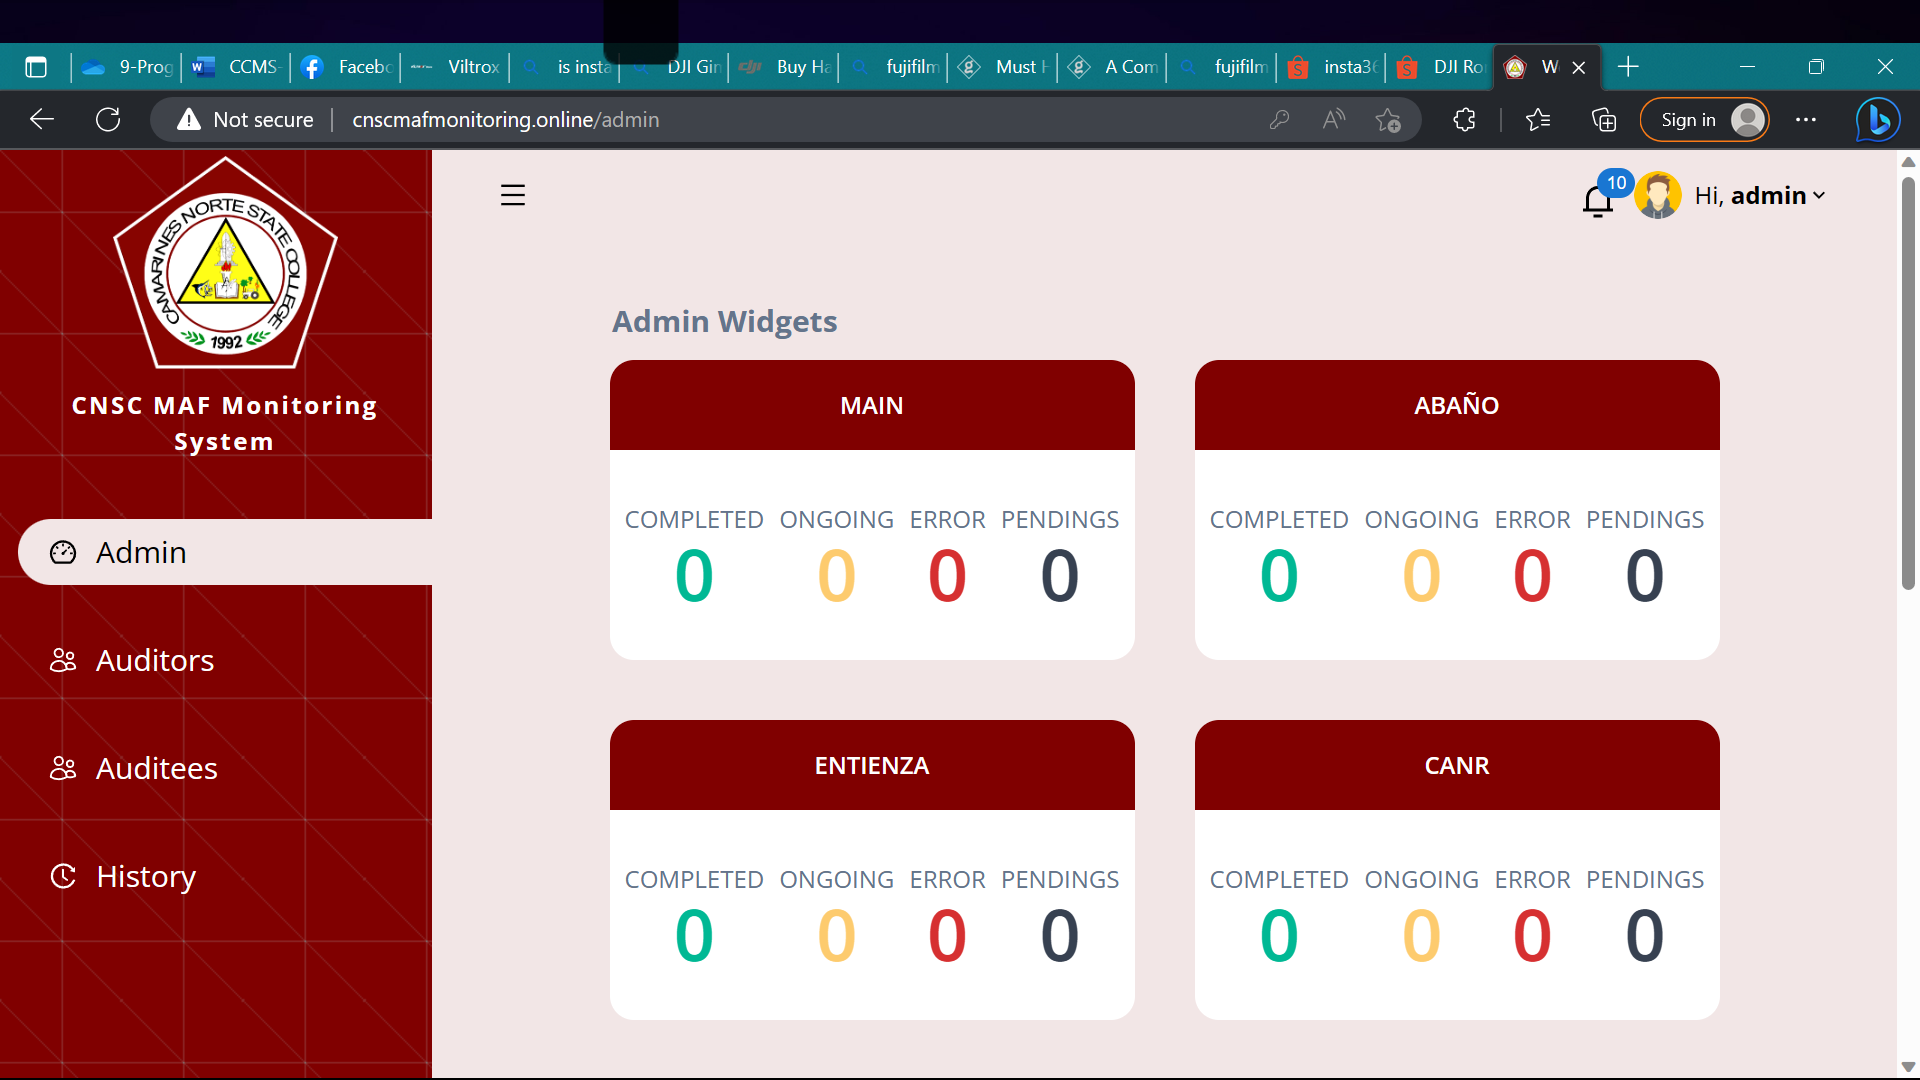 9-Prog
CCMS-
Facebo
Viltrox
is insta
DJI Gin
Buy Ha
fujifilm
Must H
A Com
fujifilm
insta36
DJI Ro
W
Not secure
cnscmafmonitoring.online/admin
Sign in
CAMARINES NORTE STATE COLLEGE
1992
CNSC MAF Monitoring
System
Admin
Auditors
Auditees
History
10
Hi, admin
Admin Widgets
MAIN
COMPLETED ONGOING ERROR PENDINGS
0 0 0 0
ABAÑO
COMPLETED ONGOING ERROR PENDINGS
0 0 0 0
ENTIENZA
COMPLETED ONGOING ERROR PENDINGS
0 0 0 0
CANR
COMPLETED ONGOING ERROR PENDINGS
0 0 0 0